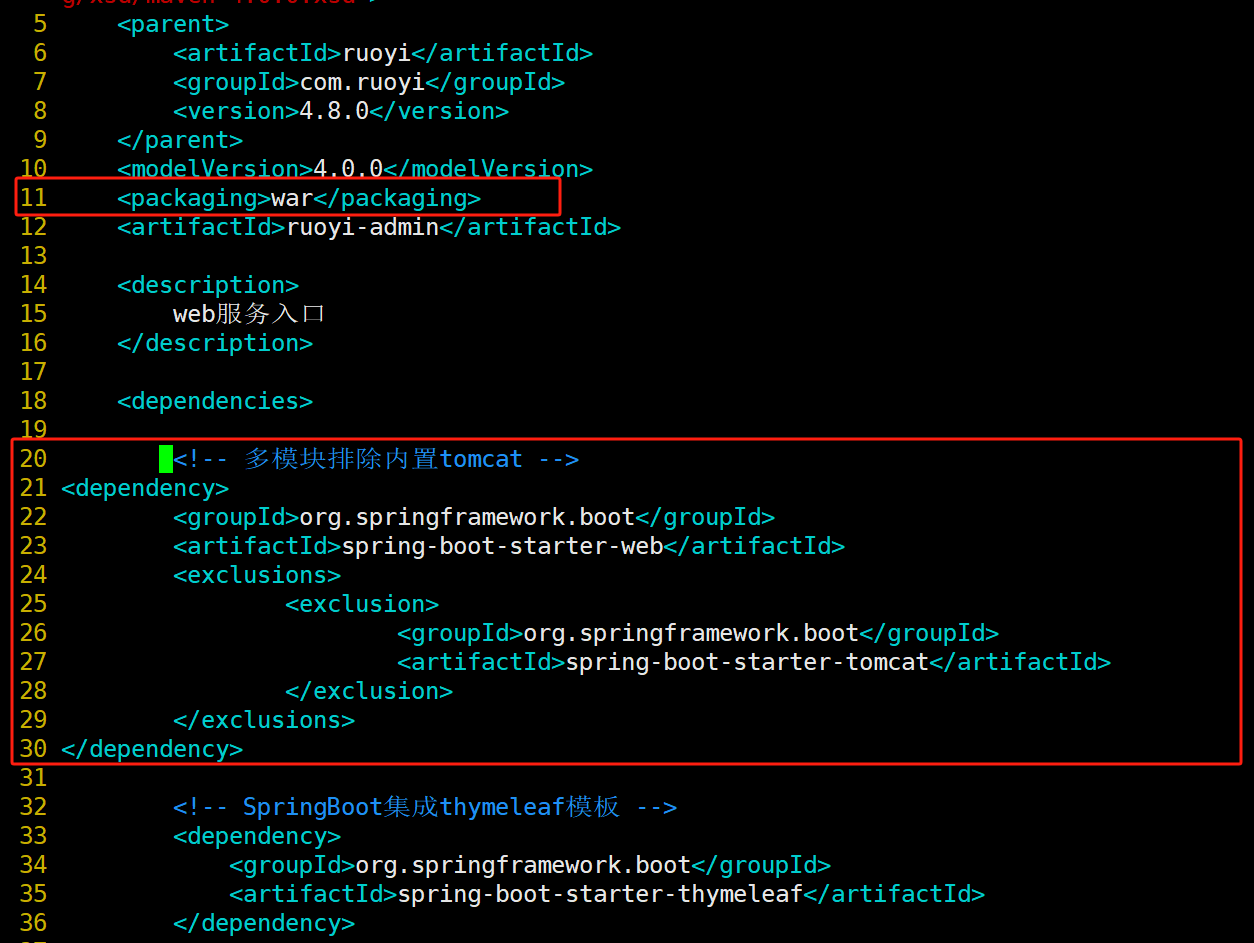 5 <parent>
6 <artifactId>ruoyi</artifactId>
7 <groupId>com.ruoyi</groupId>
8 <version>4.8.0</version>
9 </parent>
10 <modelVersion>4.0.0</modelVersion>
11 <packaging>war</packaging>
12 <artifactId>ruoyi-admin</artifactId>
13
14 <description>
15 web服务入口
16 </description>
17
18 <dependencies>
19
20 <!-- 多模块排除内置tomcat -->
21 <dependency>
22 <groupId>org.springframework.boot</groupId>
23 <artifactId>spring-boot-starter-web</artifactId>
24 <exclusions>
25 <exclusion>
26 <groupId>org.springframework.boot</groupId>
27 <artifactId>spring-boot-starter-tomcat</artifactId>
28 </exclusion>
29 </exclusions>
30 </dependency>
31
32 <!-- SpringBoot集成thymeleaf模板 -->
33 <dependency>
34 <groupId>org.springframework.boot</groupId>
35 <artifactId>spring-boot-starter-thymeleaf</artifactId>
36 </dependency>